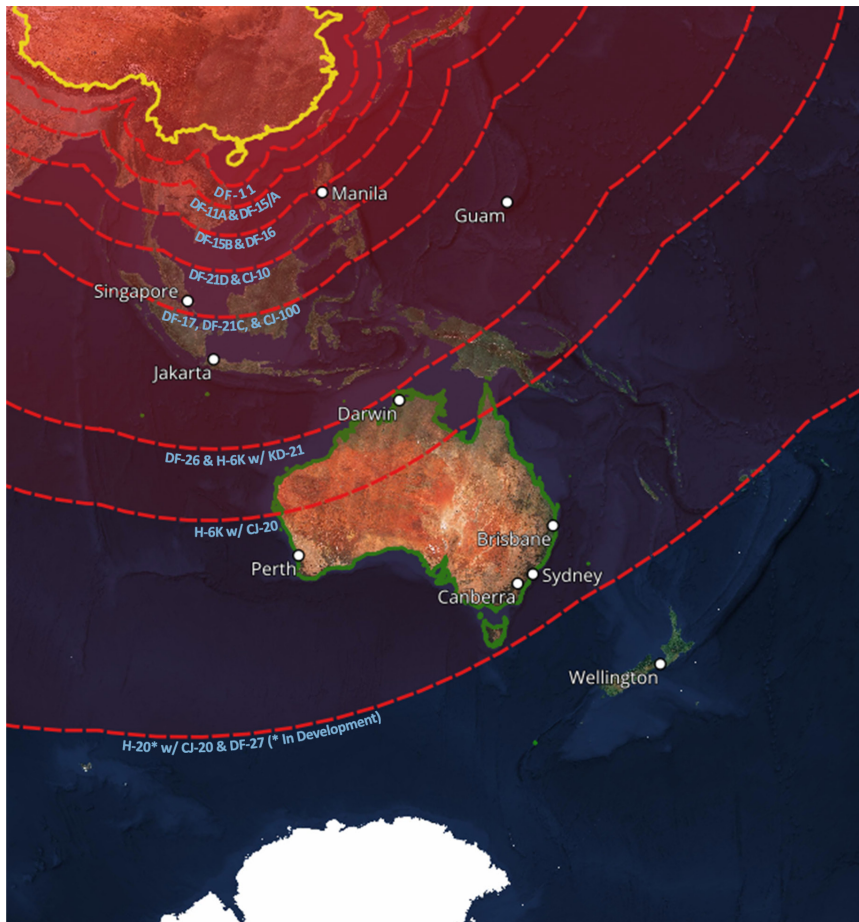 DF-11
Manila
DF-11A & DF-15/A
Guam
DF-15B & DF-16
DF-21D & CJ-10
Singapore
DF-17, DF-21C, & CJ-100
Jakarta
Darwin
DF-26 & H-6K w/ KD-21
H-6K w/ CJ-20
Brisbane
Perth
Sydney
Canberra
Wellington
H-20* w/ CJ-20 & DF-27 (* In Development)